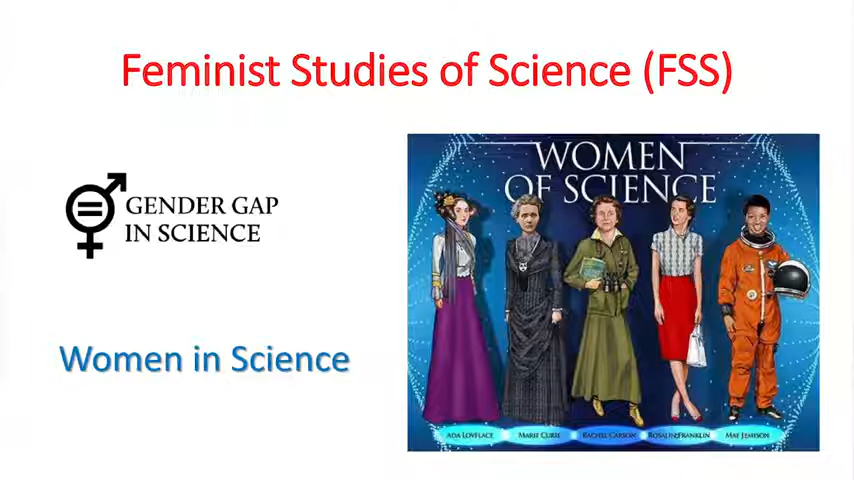 Feminist Studies of Science (FSS)
GENDER GAP
IN SCIENCE
Women in Science
WOMEN
OF SCIENCE
ADA LOVELACE
MARIE CURIE
RACHEL CARSON
ROSALIND FRANKLIN
MAE JEMISON